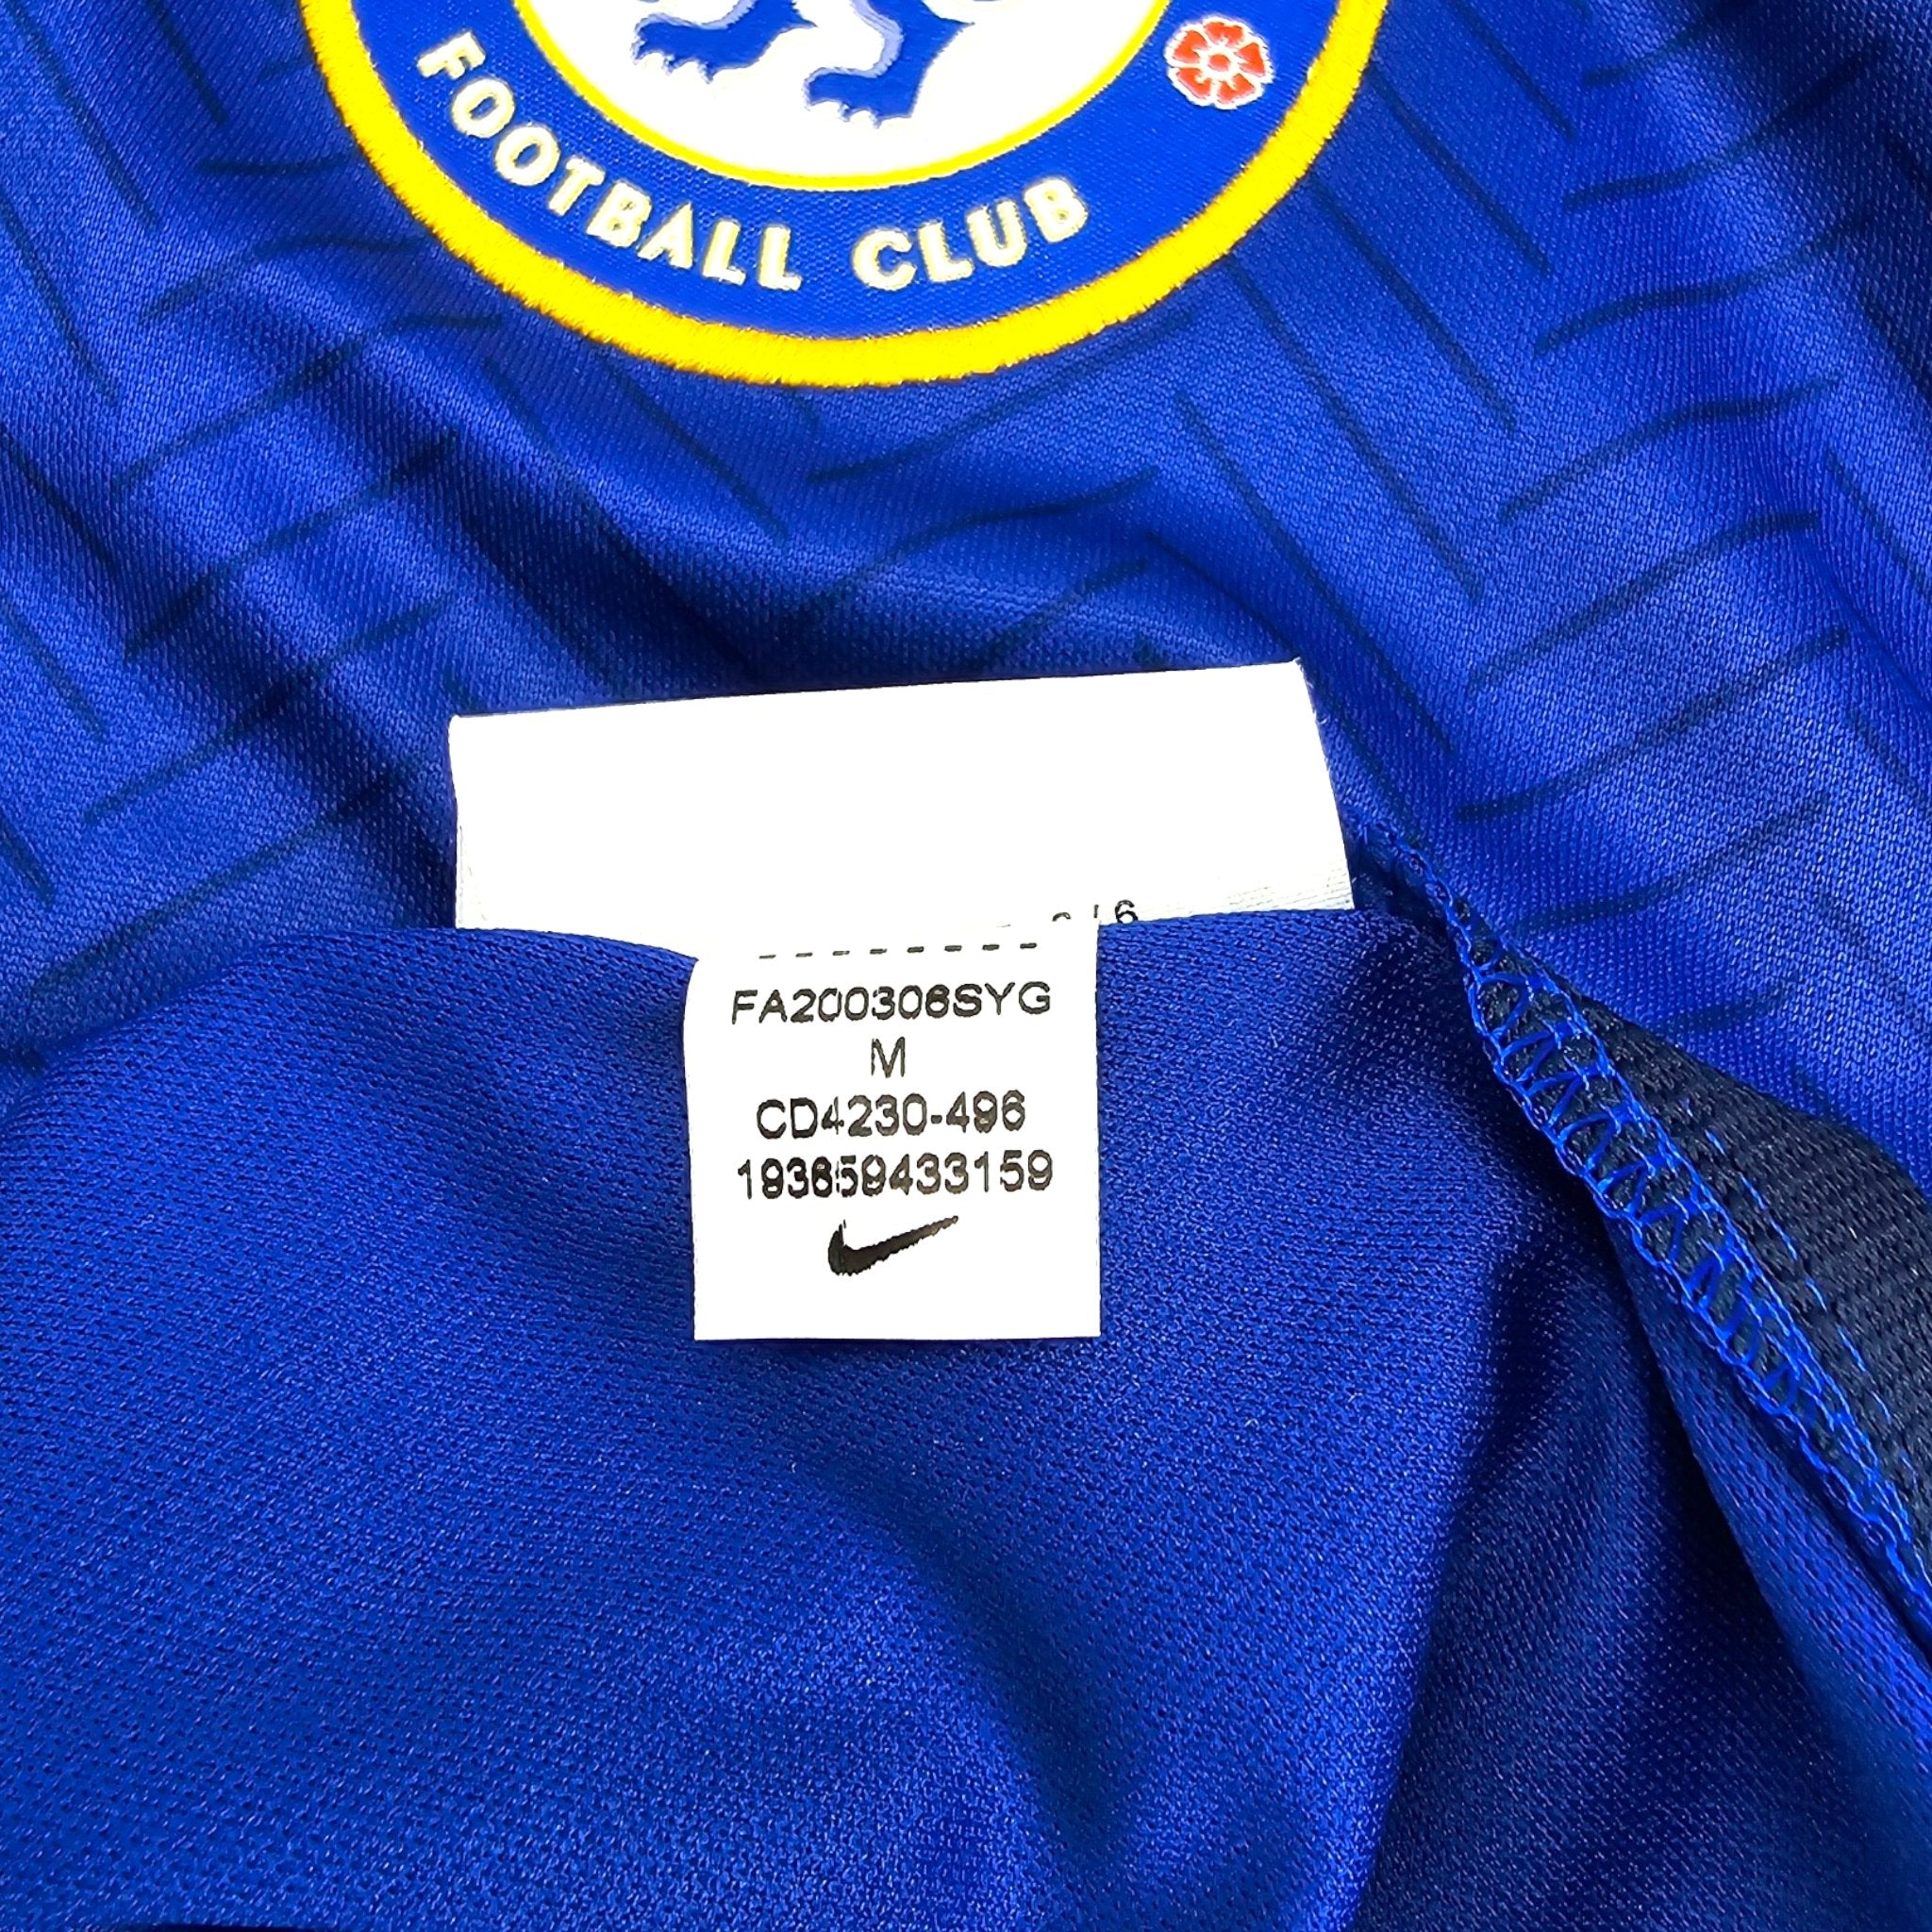 FOOTBALL CLUB
FA200306SYG
M
CD4230-496
193659433159